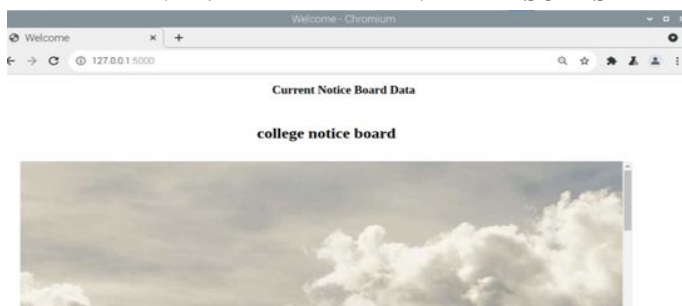 Welcome - Chromium
Welcome
127.0.0.1:5000
Current Notice Board Data
college notice board